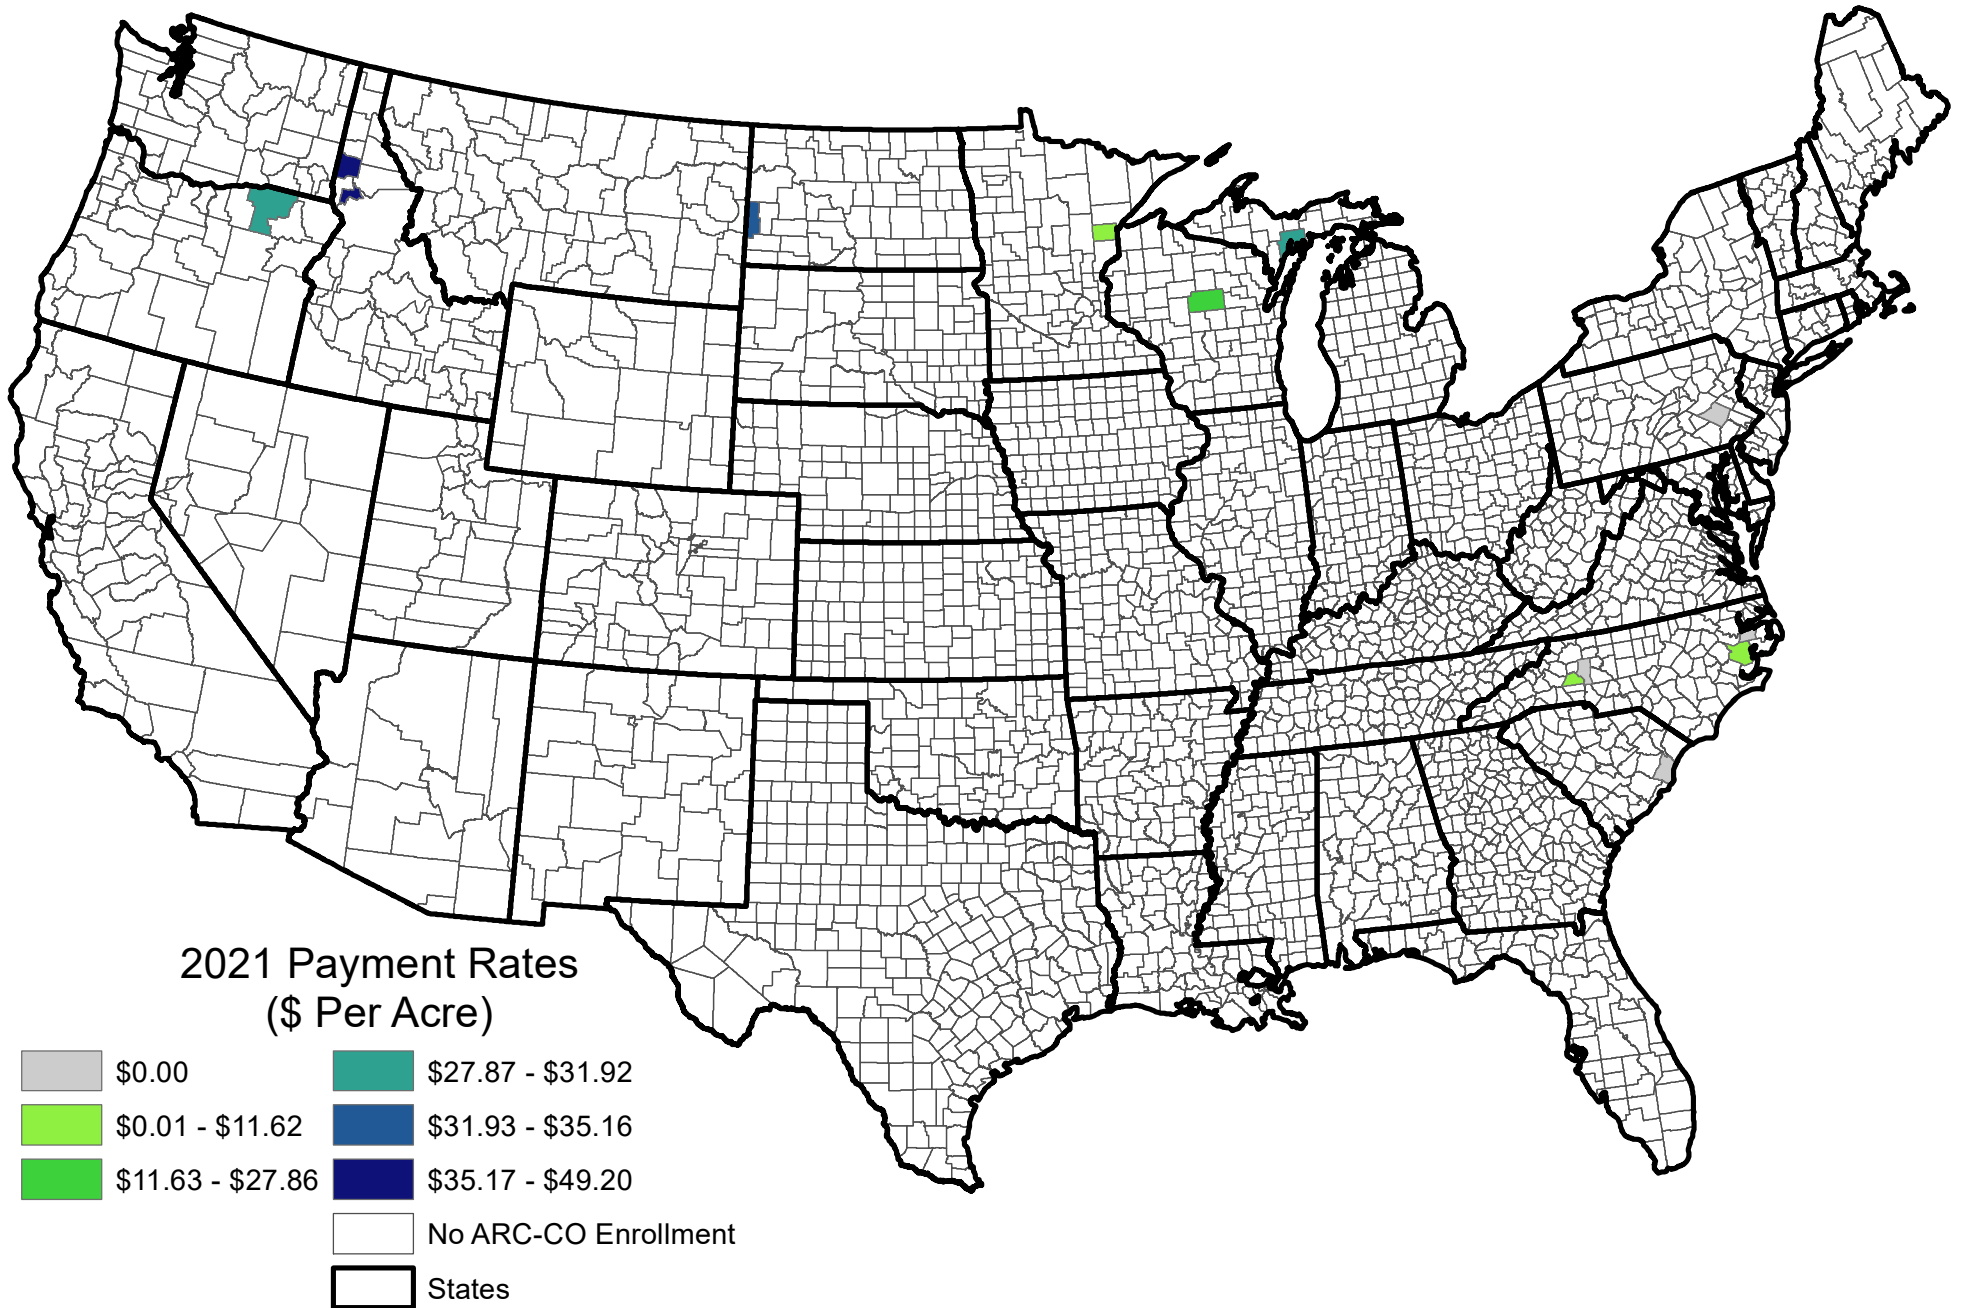 2021 Payment Rates
($ Per Acre)
$0.00
$0.01 - $11.62
$11.63 - $27.86
$27.87 - $31.92
$31.93 - $35.16
$35.17 - $49.20
No ARC-CO Enrollment
States